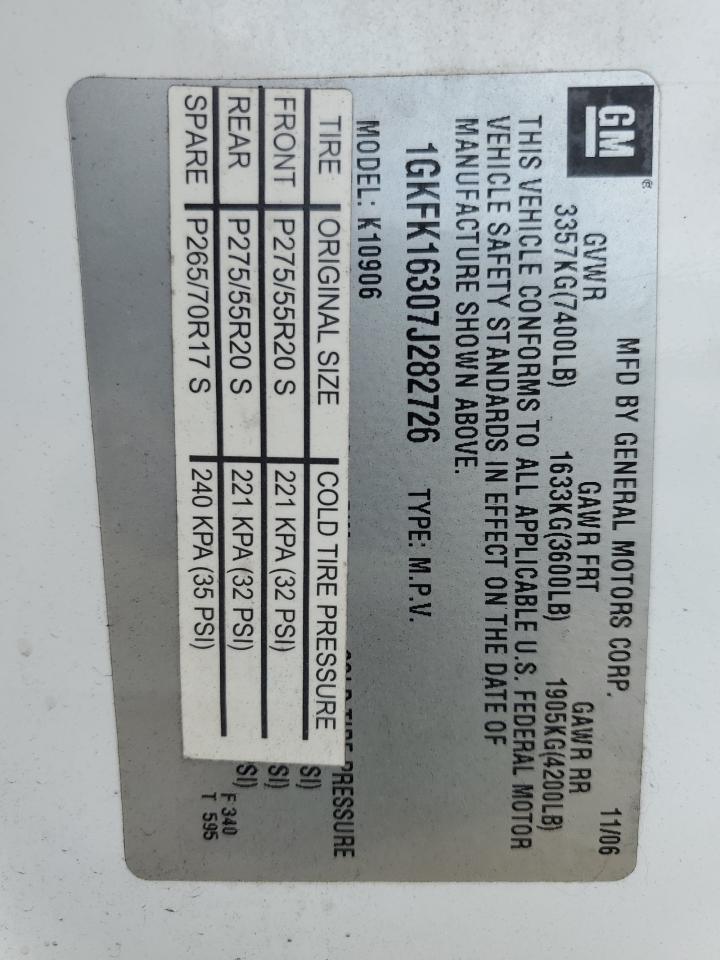 GM ®
MFD BY GENERAL MOTORS CORP. 11/06
GVWR GAWR FRT GAWR RR
3357KG(7400LB) 1633KG(3600LB) 1905KG(4200LB)
THIS VEHICLE CONFORMS TO ALL APPLICABLE U.S. FEDERAL MOTOR
VEHICLE SAFETY STANDARDS IN EFFECT ON THE DATE OF
MANUFACTURE SHOWN ABOVE.
1GKFK16307J282726 TYPE: M.P.V.
MODEL: K10906
PRESSURE
TIRE ORIGINAL SIZE COLD TIRE PRESSURE SI)
FRONT P275/55R20 S 221 KPA (32 PSI) SI)
REAR P275/55R20 S 221 KPA (32 PSI) SI)
SPARE P265/70R17 S 240 KPA (35 PSI)
F 340
T 595